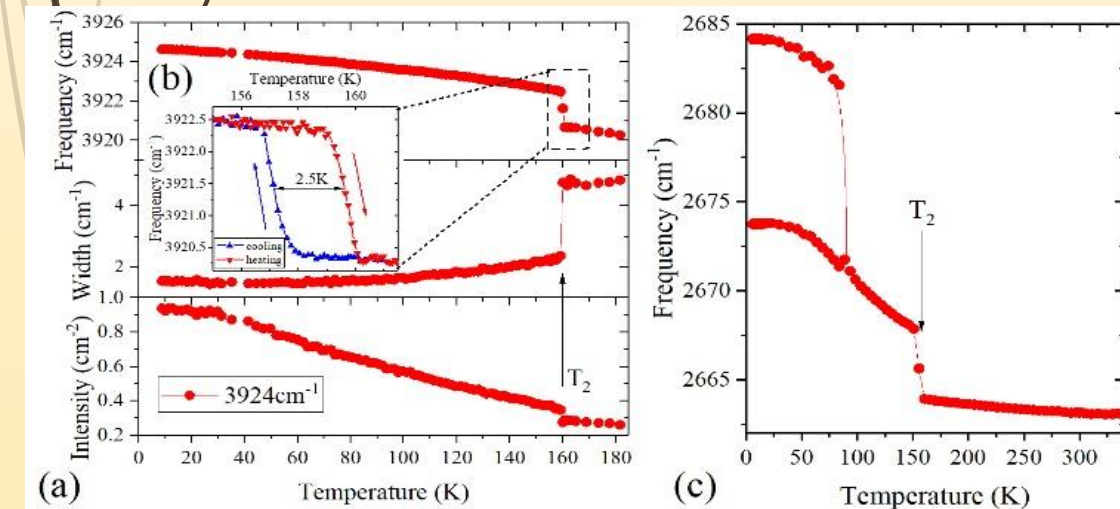 (a)
Frequency (cm⁻¹)
3926
3924
3922
3920
Width (cm⁻¹)
4
2
Intensity (cm⁻²)
1.0
0.8
0.6
0.4
0.2
3924cm⁻¹
T₂
0 20 40 60 80 100 120 140 160 180
Temperature (K)
(b)
Temperature (K)
156 158 160
Frequency (cm⁻¹)
3922.5
3922.0
3921.5
3921.0
3920.5
2.5K
cooling
heating
(c)
Frequency (cm⁻¹)
2685
2680
2675
2670
2665
T₂
0 50 100 150 200 250 300
Temperature (K)